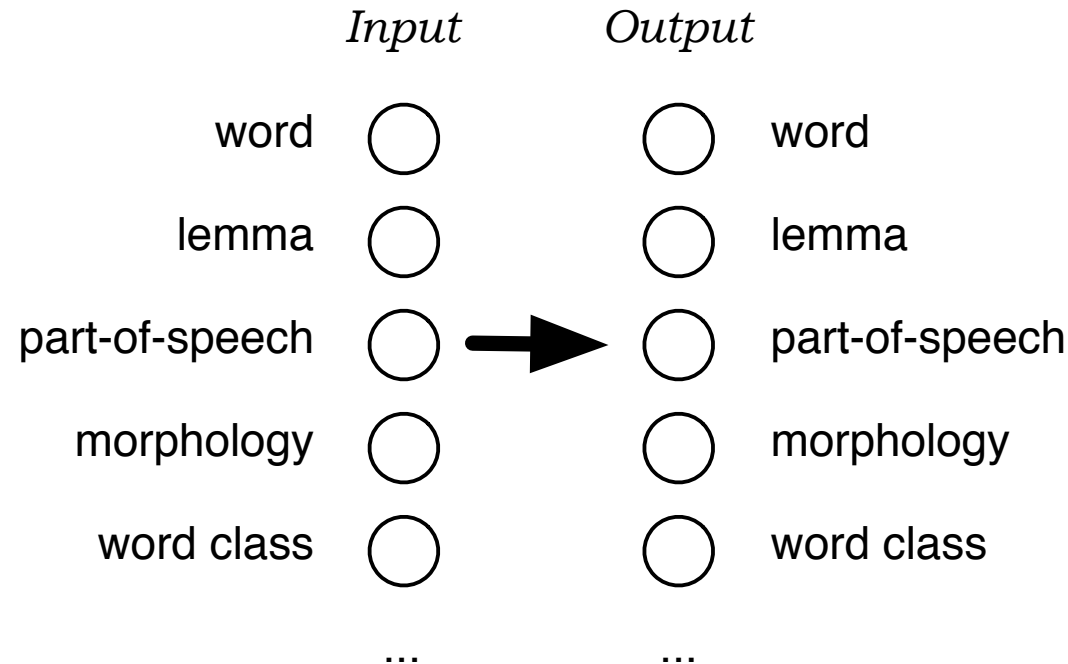 Input Output
word word
lemma lemma
part-of-speech part-of-speech
morphology morphology
word class word class
... ...